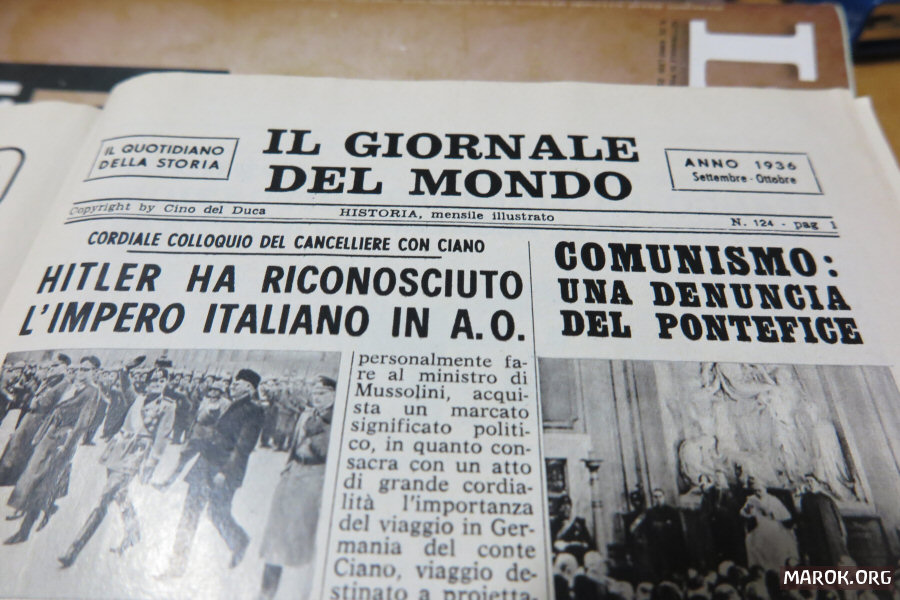 IL QUOTIDIANO
DELLA STORIA
IL GIORNALE
DEL MONDO
ANNO 1936
Settembre - Ottobre
Copyright by Cino del Duca
HISTORIA, mensile illustrato
N. 124 - pag 1
CORDIALE COLLOQUIO DEL CANCELLIERE CON CIANO
HITLER HA RICONOSCIUTO
L'IMPERO ITALIANO IN A.O.
personalmente fa-
re al ministro di
Mussolini, acqui-
sta un marcato
significato politi-
co, in quanto con-
sacra con un atto
di grande cordia-
lità l'importanza
del viaggio in Ger-
mania del conte
Ciano, viaggio de-
stinato a proietta-
COMUNISMO:
UNA DENUNCIA
DEL PONTEFICE
MAROK.ORG